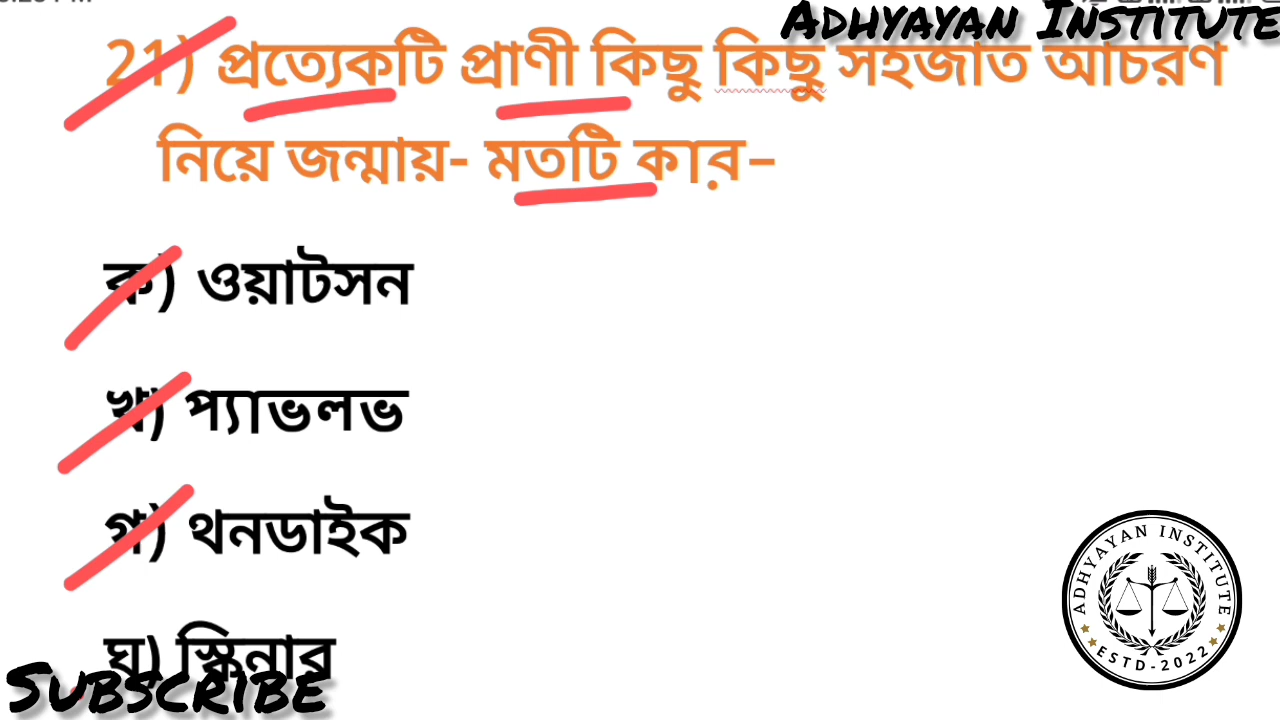 ADHYAYAN INSTITUTE
21) প্রত্যেকটি প্রাণী কিছু কিছু সহজাত আচরণ
নিয়ে জন্মায়- মতটি কার–
ক) ওয়াটসন
খ) প্যাভলভ
গ) থনডাইক
ঘ) স্কিনার
SUBSCRIBE
ADHYAYAN INSTITUTE
ESTD-2022